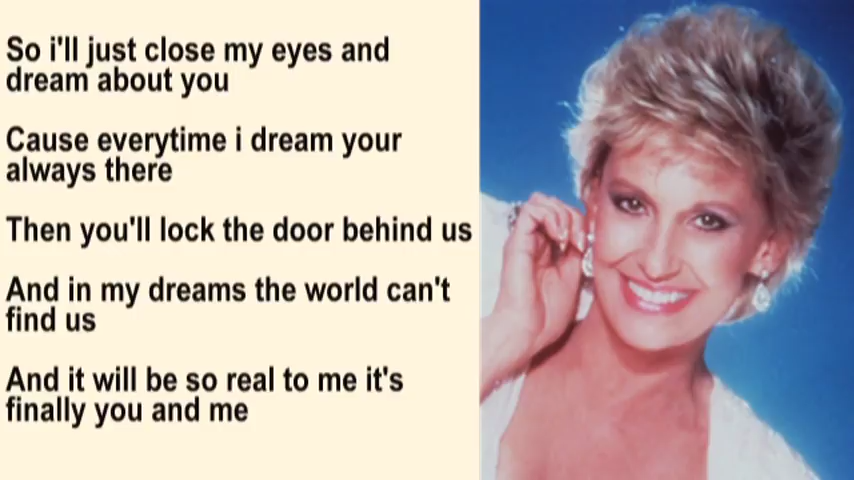 So i'll just close my eyes and
dream about you
Cause everytime i dream your
always there
Then you'll lock the door behind us
And in my dreams the world can't
find us
And it will be so real to me it's
finally you and me